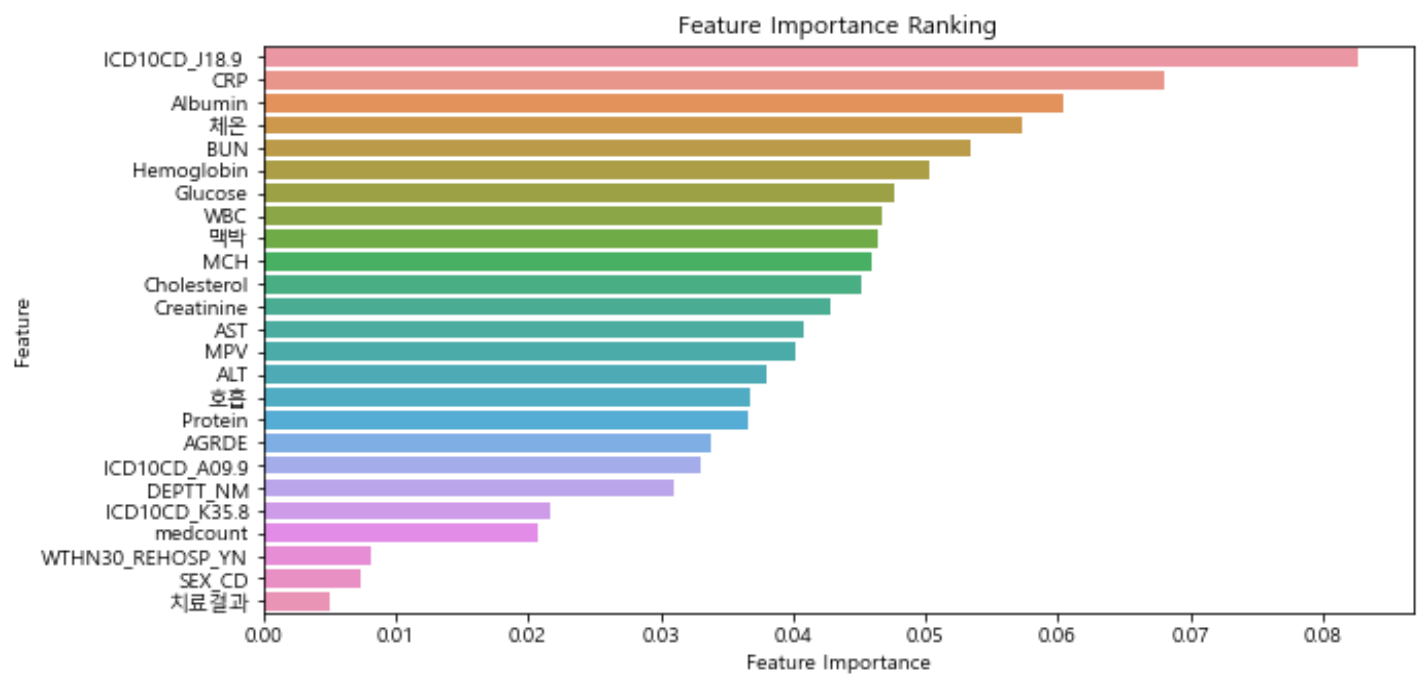 Feature Importance Ranking
ICD10CD_J18.9
CRP
Albumin
체온
BUN
Hemoglobin
Glucose
WBC
맥박
MCH
Cholesterol
Creatinine
AST
MPV
ALT
호흡
Protein
AGRDE
ICD10CD_A09.9
DEPTT_NM
ICD10CD_K35.8
medcount
WTHN30_REHOSP_YN
SEX_CD
치료결과
Feature
0.00 0.01 0.02 0.03 0.04 0.05 0.06 0.07 0.08
Feature Importance